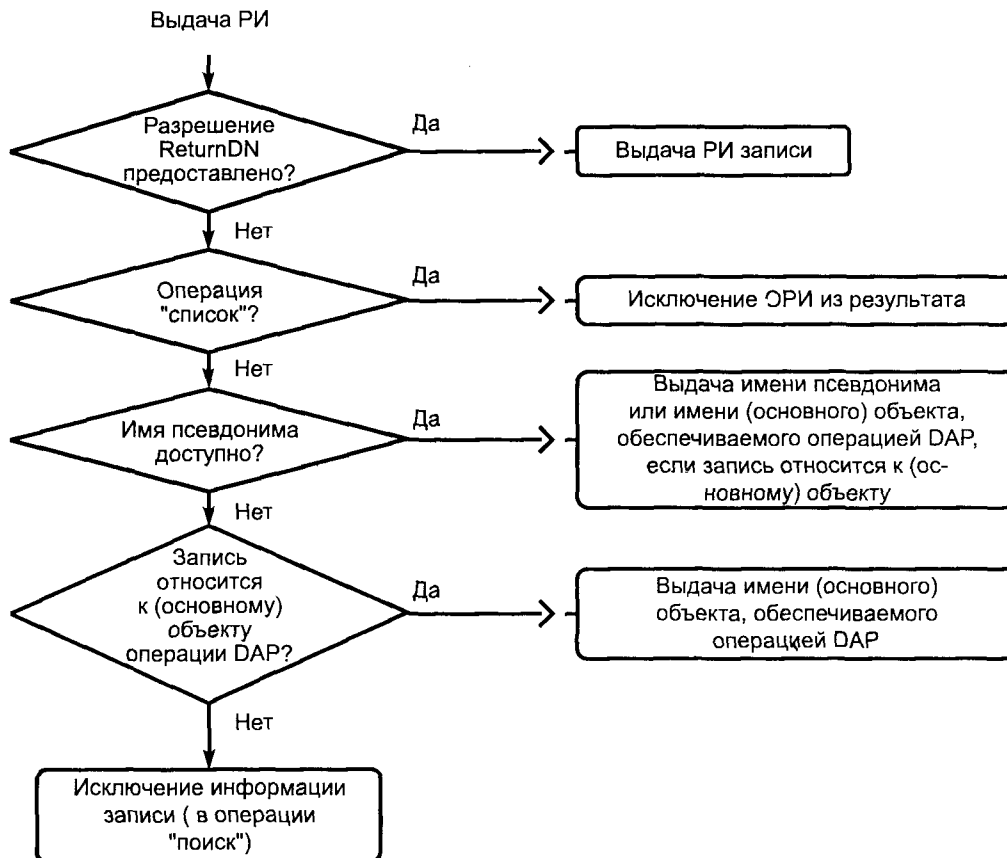 Выдача РИ
Разрешение
ReturnDN
предоставлено?
Да
Выдача РИ записи
Нет
Операция
"список"?
Да
Исключение ОРИ из результата
Нет
Имя псевдонима
доступно?
Да
Выдача имени псевдонима
или имени (основного) объекта,
обеспечиваемого операцией DAP,
если запись относится к (ос-
новному) объекту
Нет
Запись
относится
к (основному)
объекту
операции DAP?
Да
Выдача имени (основного)
объекта, обеспечиваемого
операцией DAP
Нет
Исключение информации
записи ( в операции
"поиск")